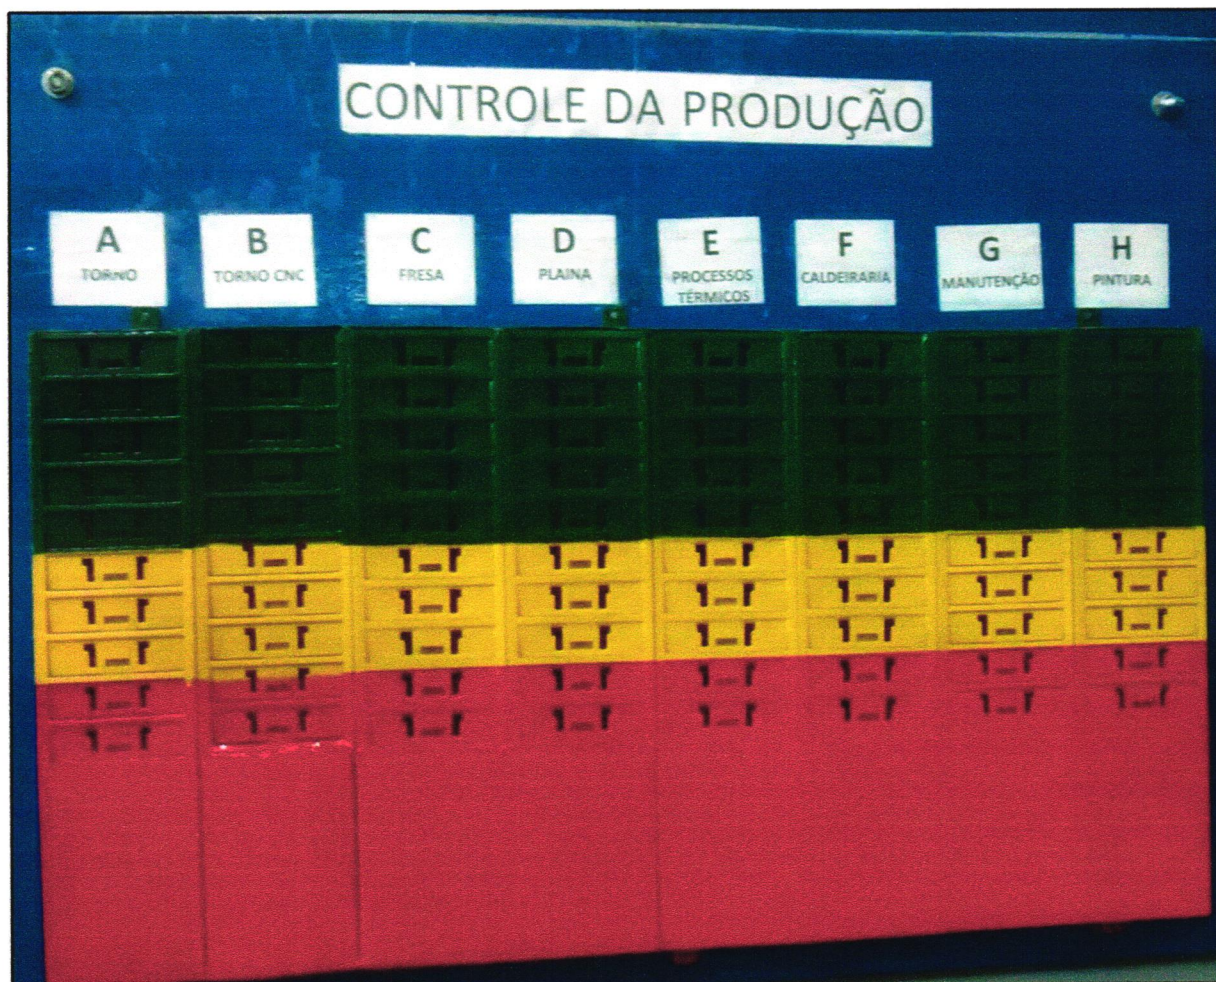 CONTROLE DA PRODUÇÃO
A
TORNO
B
TORNO CNC
C
FRESA
D
PLAINA
E
PROCESSOS
TÉRMICOS
F
CALDEIRARIA
G
MANUTENÇÃO
H
PINTURA